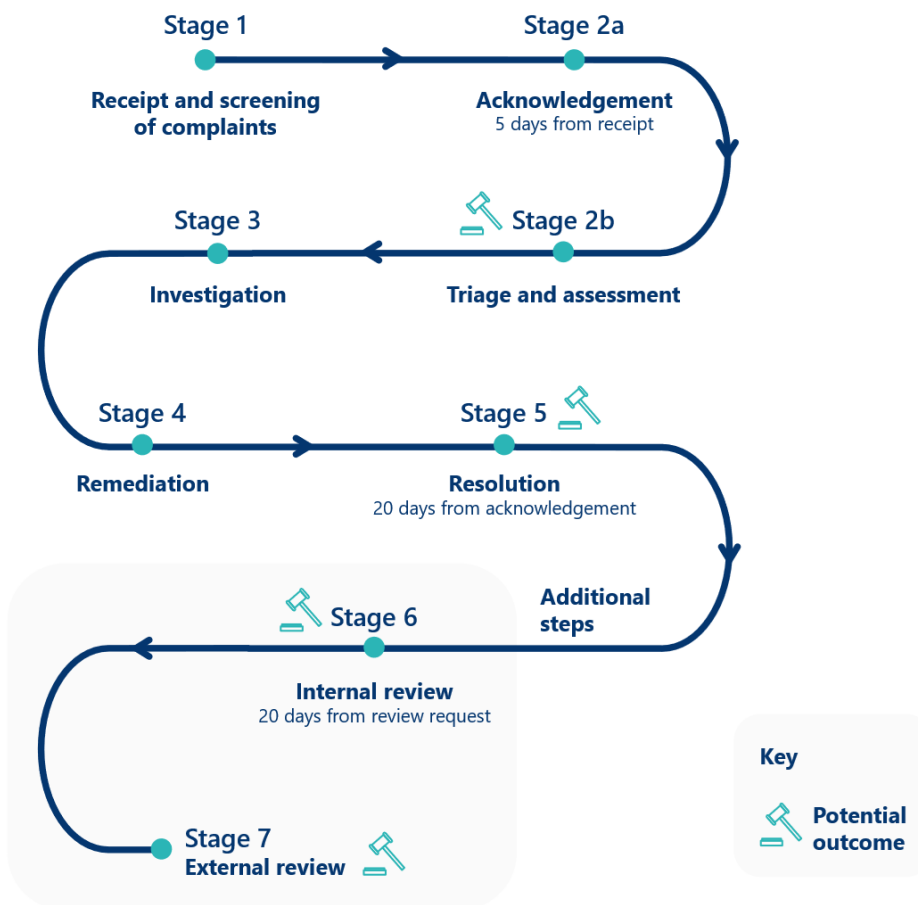 Stage 1
Stage 2a
Receipt and screening
of complaints
Acknowledgement
5 days from receipt
Stage 3
Stage 2b
Investigation
Triage and assessment
Stage 4
Stage 5
Remediation
Resolution
20 days from acknowledgement
Additional
steps
Stage 6
Internal review
20 days from review request
Stage 7
External review
Key
Potential
outcome